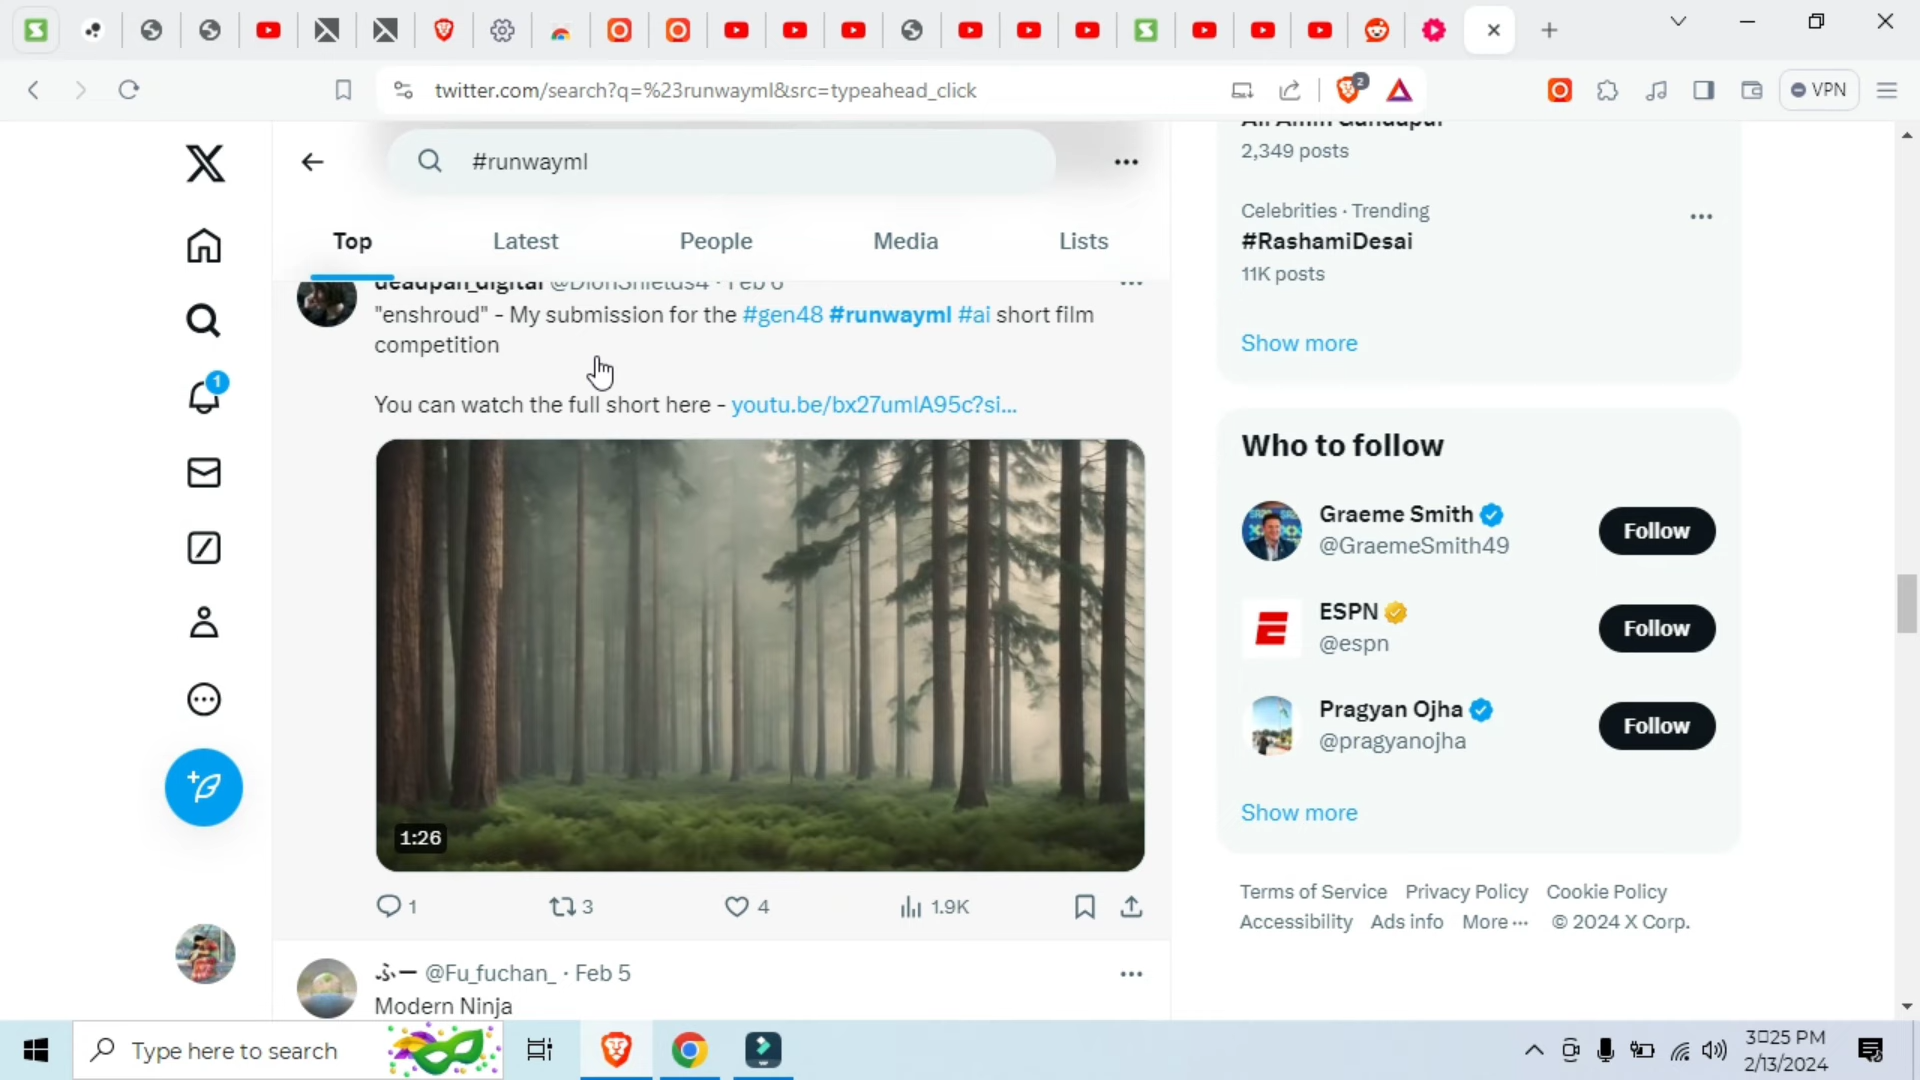 twitter.com/search?q=%23runwayml&src=typeahead_click
2
VPN
#runwayml
Top
Latest
People
Media
Lists
deadpan_digital @DionShields4 · Feb 6
"enshroud" - My submission for the #gen48 #runwayml #ai short film
competition
You can watch the full short here - youtu.be/bx27umlA95c?si...
1:26
1
3
4
1.9K
ふー @Fu_fuchan_ · Feb 5
Modern Ninja
1
Ali Amin Gandapur
2,349 posts
Celebrities · Trending
#RashamiDesai
11K posts
Show more
Who to follow
Graeme Smith
@GraemeSmith49
Follow
ESPN
@espn
Follow
Pragyan Ojha
@pragyanojha
Follow
Show more
Terms of Service Privacy Policy Cookie Policy
Accessibility Ads info More ··· © 2024 X Corp.
Type here to search
3:25 PM
2/13/2024